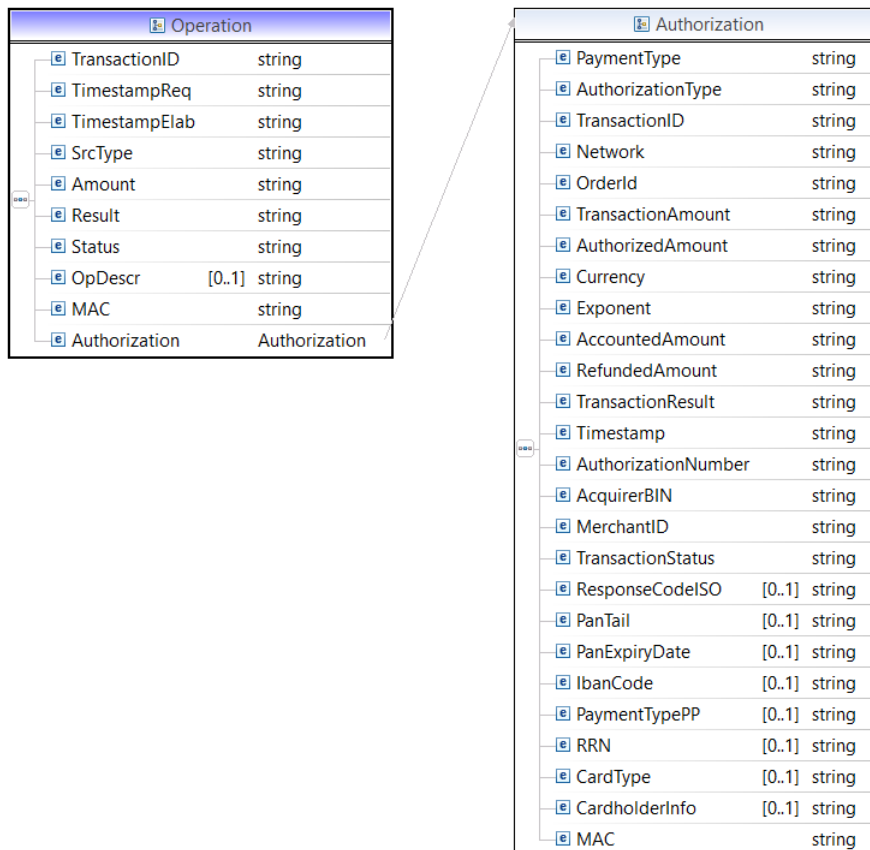 Operation
TransactionID string
TimestampReq string
TimestampElab string
SrcType string
Amount string
Result string
Status string
OpDescr [0..1] string
MAC string
Authorization Authorization
Authorization
PaymentType string
AuthorizationType string
TransactionID string
Network string
OrderId string
TransactionAmount string
AuthorizedAmount string
Currency string
Exponent string
AccountedAmount string
RefundedAmount string
TransactionResult string
Timestamp string
AuthorizationNumber string
AcquirerBIN string
MerchantID string
TransactionStatus string
ResponseCodeISO [0..1] string
PanTail [0..1] string
PanExpiryDate [0..1] string
IbanCode [0..1] string
PaymentTypePP [0..1] string
RRN [0..1] string
CardType [0..1] string
CardholderInfo [0..1] string
MAC string